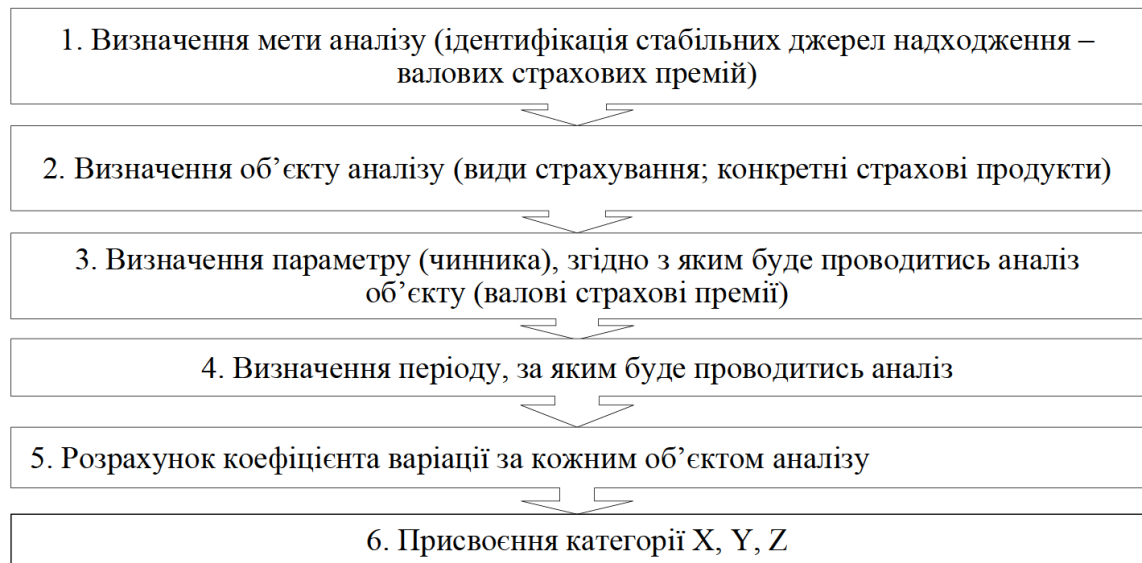 1. Визначення мети аналізу (ідентифікація стабільних джерел надходження –
валових страхових премій)
2. Визначення об’єкту аналізу (види страхування; конкретні страхові продукти)
3. Визначення параметру (чинника), згідно з яким буде проводитись аналіз
об’єкту (валові страхові премії)
4. Визначення періоду, за яким буде проводитись аналіз
5. Розрахунок коефіцієнта варіації за кожним об’єктом аналізу
6. Присвоєння категорії X, Y, Z